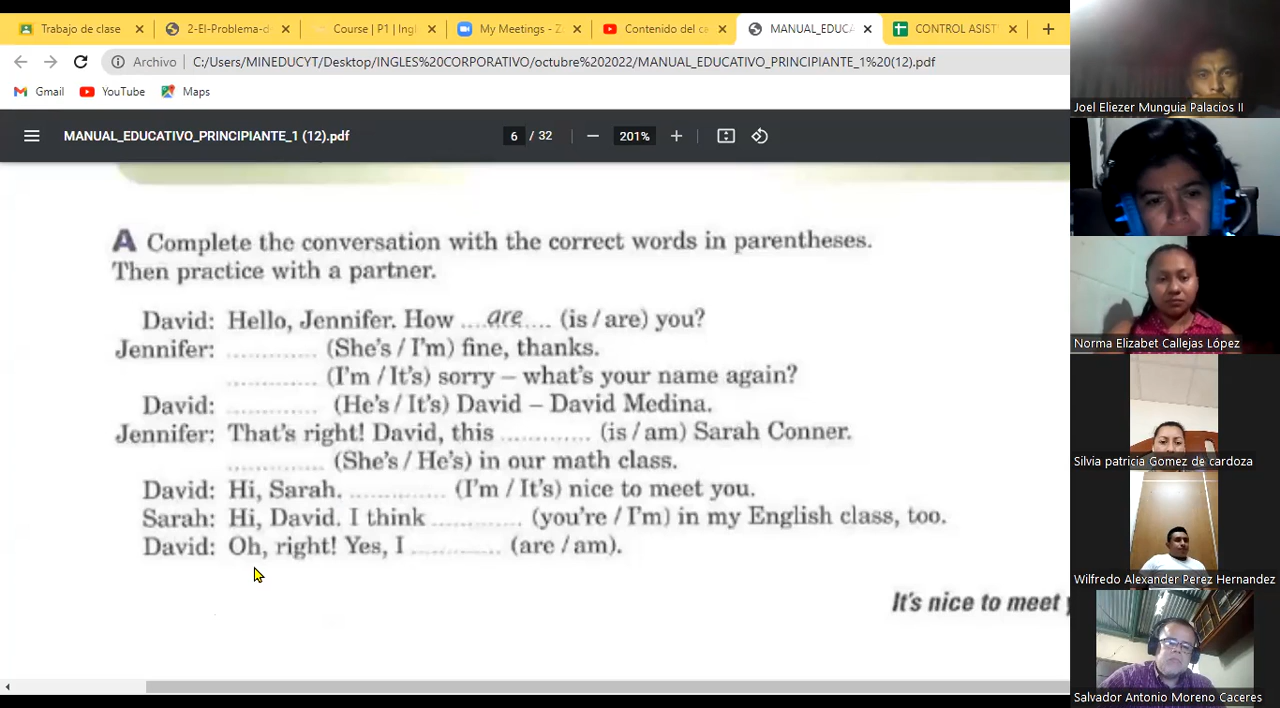 Trabajo de clase
2-El-Problema-d
Course | P1 | Ingl
My Meetings - Z
Contenido del ca
MANUAL_EDUCA
CONTROL ASIST
Archivo
C:/Users/MINEDUCYT/Desktop/INGLES%20CORPORATIVO/octubre%202022/MANUAL_EDUCATIVO_PRINCIPIANTE_1%20(12).pdf
Gmail YouTube Maps
MANUAL_EDUCATIVO_PRINCIPIANTE_1 (12).pdf
6 / 32
201%
A Complete the conversation with the correct words in parentheses.
Then practice with a partner.
David: Hello, Jennifer. How ....are.... (is / are) you?
Jennifer: ............. (She's / I'm) fine, thanks.
............. (I'm / It's) sorry – what's your name again?
David: ............. (He's / It's) David – David Medina.
Jennifer: That's right! David, this ............. (is / am) Sarah Conner.
............. (She's / He's) in our math class.
David: Hi, Sarah. ............. (I'm / It's) nice to meet you.
Sarah: Hi, David. I think ............. (you're / I'm) in my English class, too.
David: Oh, right! Yes, I ............. (are / am).
It's nice to meet
Joel Eliezer Munguia Palacios II
Norma Elizabet Callejas López
Silvia patricia Gomez de cardoza
Wilfredo Alexander Perez Hernandez
Salvador Antonio Moreno Caceres